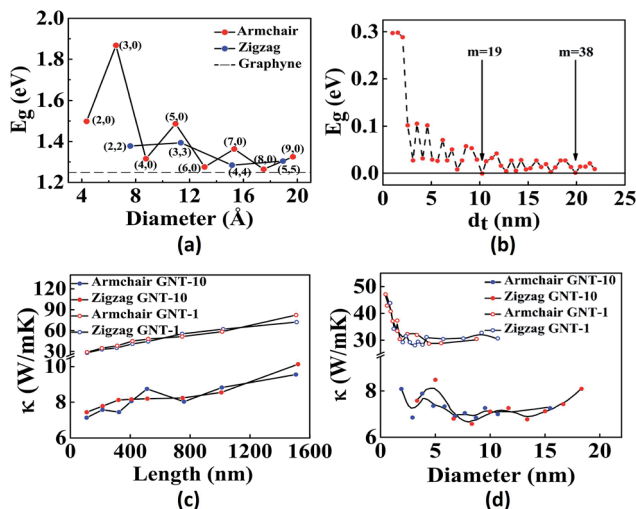 (a)
Armchair
Zigzag
Graphyne
(3,0)
(2,0)
(5,0)
(2,2)
(3,3)
(7,0)
(9,0)
(8,0)
(4,0)
(6,0)
(4,4)
(5,5)
Eg (eV)
2.0
1.8
1.6
1.4
1.2
4 6 8 10 12 14 16 18 20
Diameter (Å)
(a)
(b)
m=19
m=38
Eg (eV)
0.3
0.2
0.1
0.0
0 5 10 15 20 25
dt (nm)
(b)
Armchair GNT-10
Zigzag GNT-10
Armchair GNT-1
Zigzag GNT-1
κ (W/mK)
120
90
60
30
10
8
6
0 400 800 1200 1600
Length (nm)
(c)
Armchair GNT-10
Zigzag GNT-10
Armchair GNT-1
Zigzag GNT-1
κ (W/mK)
50
40
30
8
6
0 5 10 15 20
Diameter (nm)
(d)